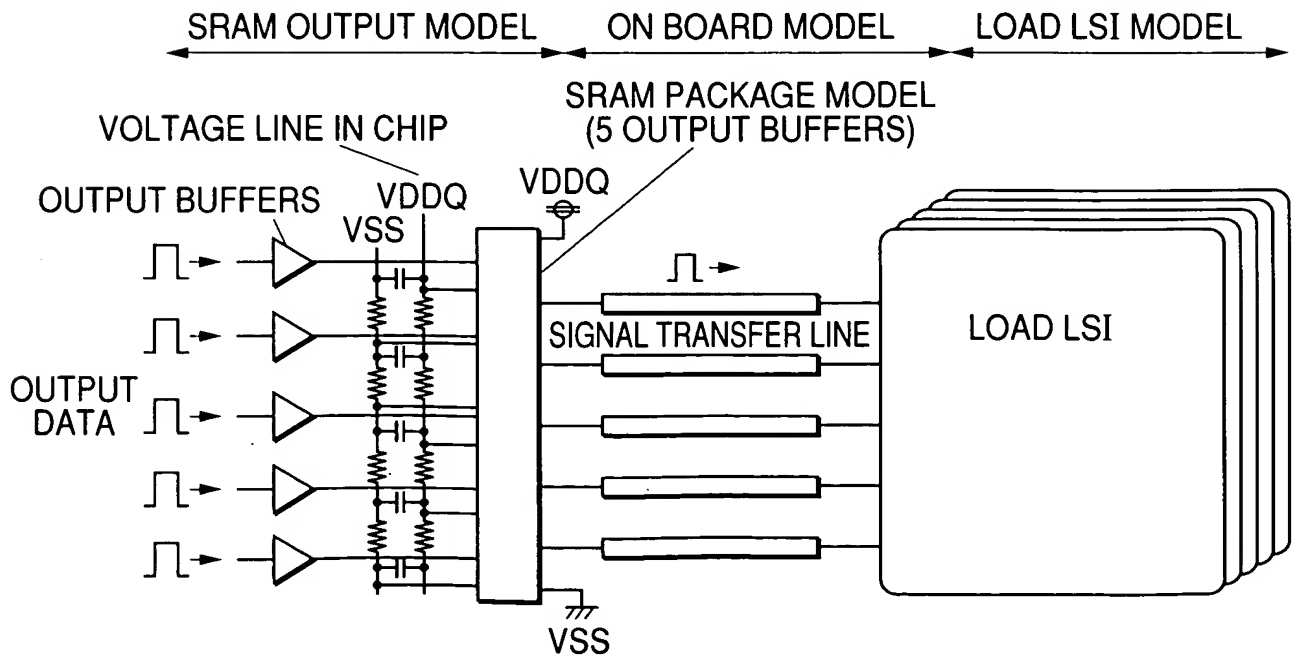 SRAM OUTPUT MODEL
ON BOARD MODEL
LOAD LSI MODEL
SRAM PACKAGE MODEL
(5 OUTPUT BUFFERS)
VOLTAGE LINE IN CHIP
OUTPUT BUFFERS
VDDQ
VSS
VDDQ
SIGNAL TRANSFER LINE
LOAD LSI
OUTPUT
DATA
VSS